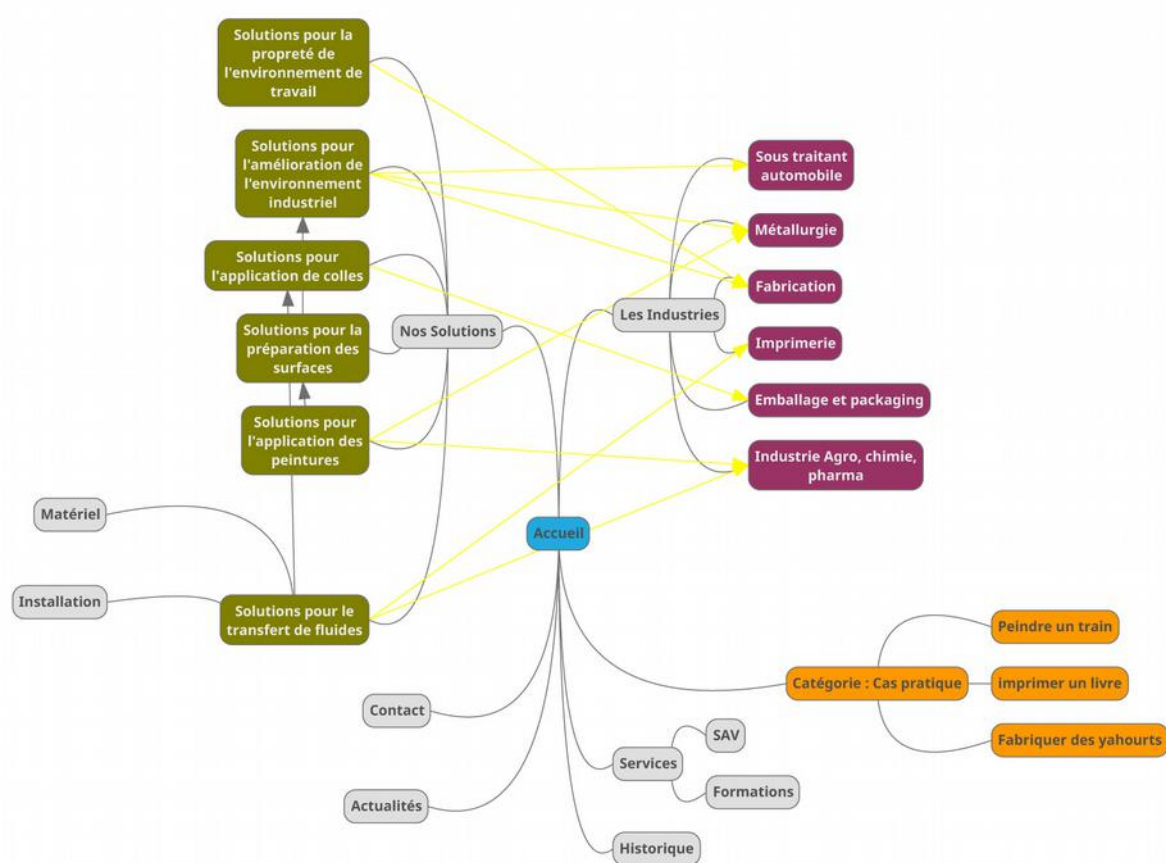 Solutions pour la
propreté de
l'environnement de
travail
Solutions pour
l'amélioration de
l'environnement
industriel
Solutions pour
l'application de colles
Solutions pour la
préparation des
surfaces
Solutions pour
l'application des
peintures
Matériel
Installation
Solutions pour le
transfert de fluides
Nos Solutions
Les Industries
Sous traitant
automobile
Métallurgie
Fabrication
Imprimerie
Emballage et packaging
Industrie Agro, chimie,
pharma
Accueil
Contact
Actualités
Services
SAV
Formations
Historique
Catégorie : Cas pratique
Peindre un train
imprimer un livre
Fabriquer des yahourts